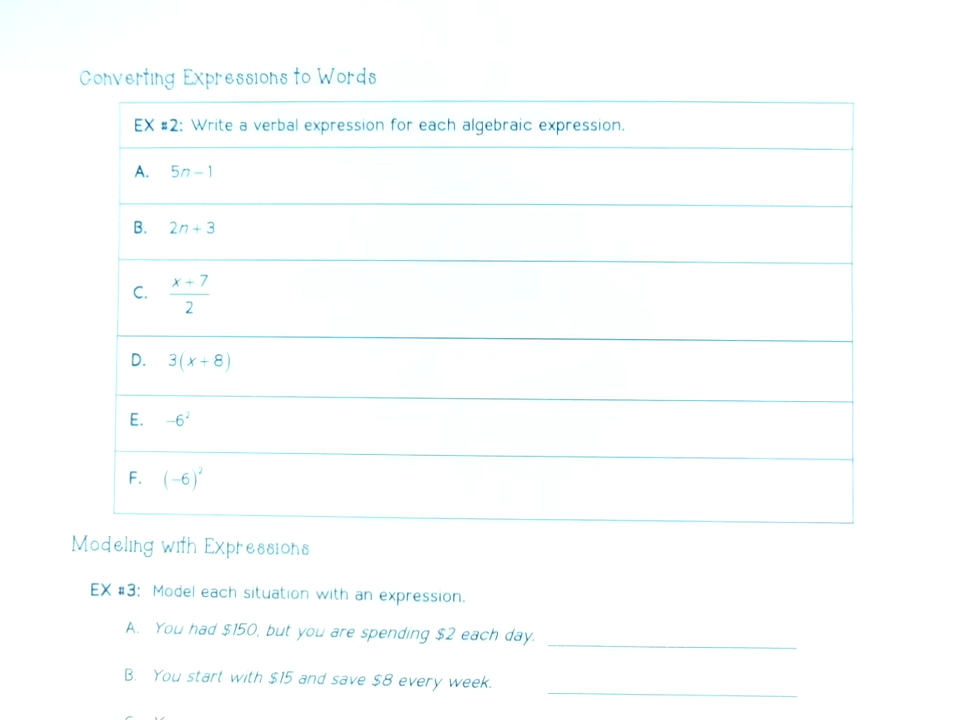 Converting Expressions to Words
EX #2: Write a verbal expression for each algebraic expression.
A. 5n – 1
B. 2n + 3
C. (x + 7)/2
D. 3(x + 8)
E. –6²
F. (–6)²
Modeling with Expressions
EX #3: Model each situation with an expression.
A. You had $150, but you are spending $2 each day.
B. You start with $15 and save $8 every week.